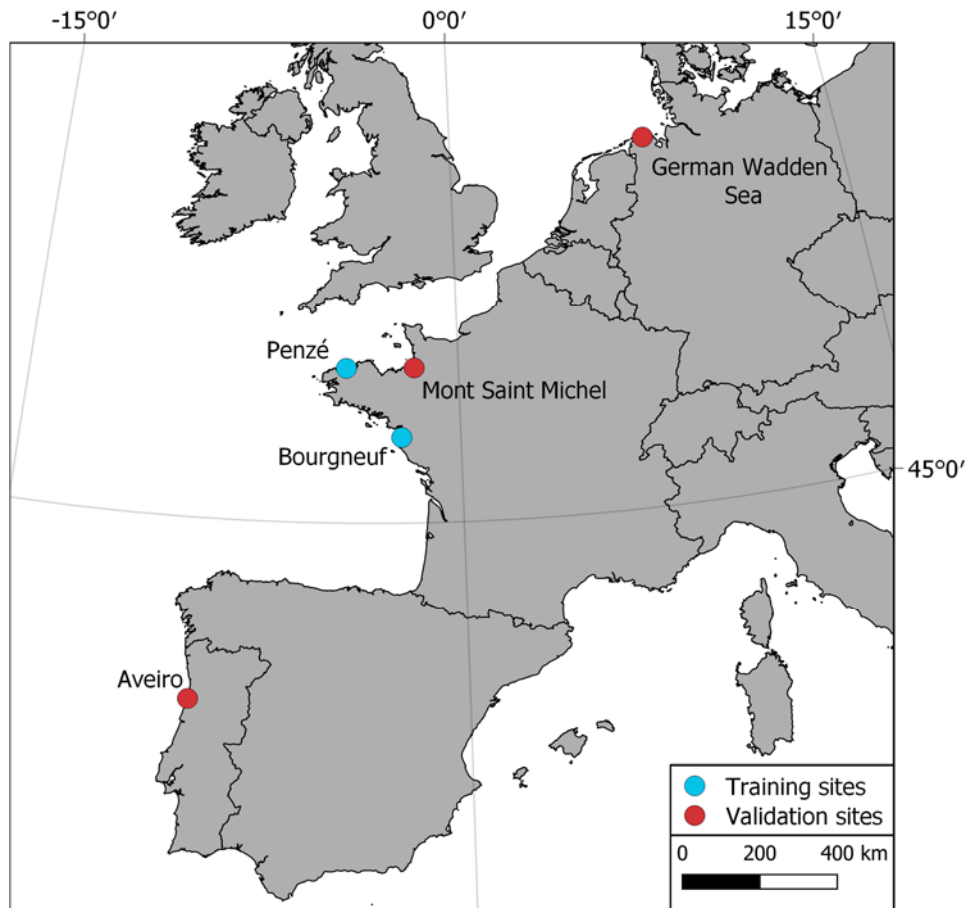 -15°0′ 0°0′ 15°0′
German Wadden
Sea
Penzé
Mont Saint Michel
Bourgneuf
45°0′
Aveiro
Training sites
Validation sites
0 200 400 km